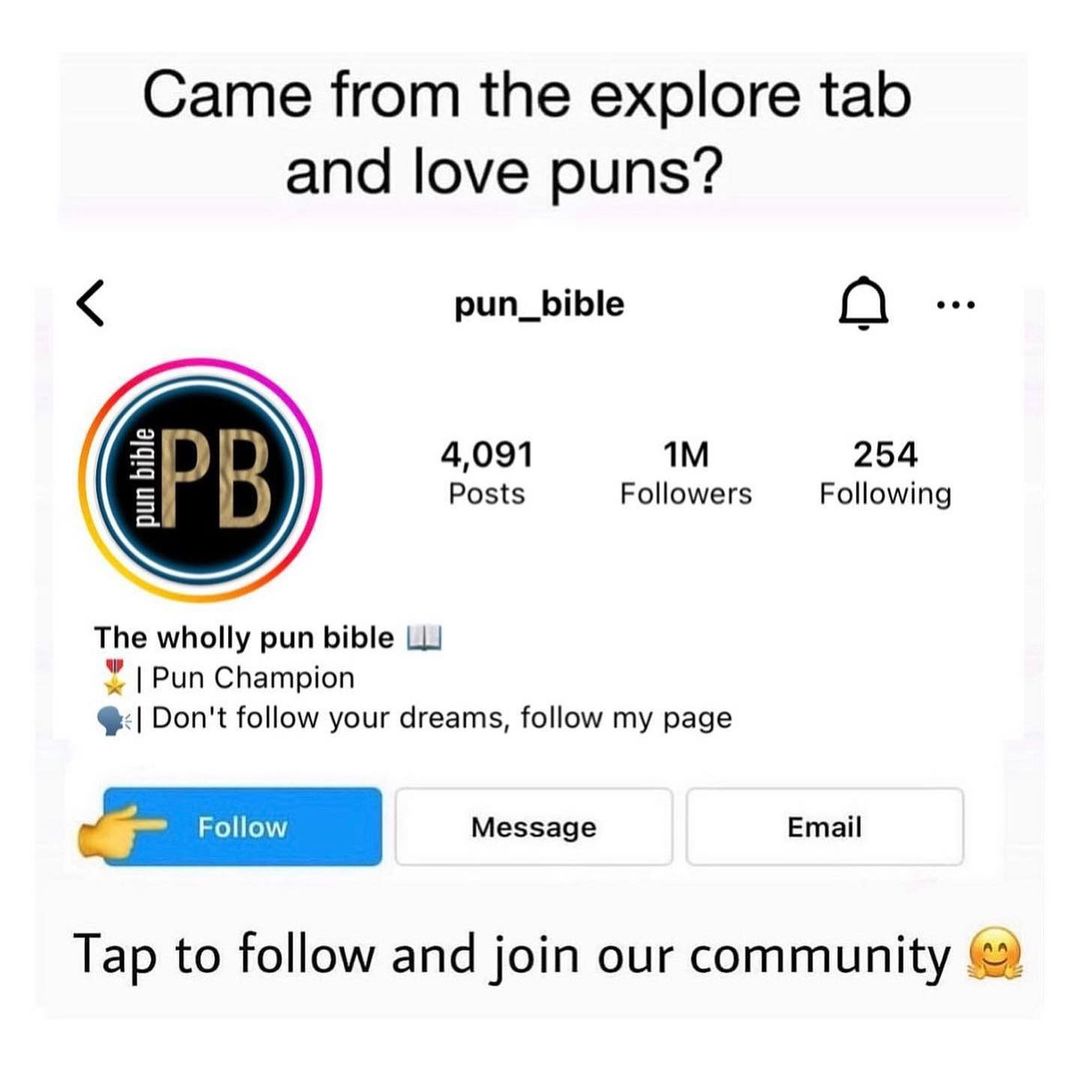 Came from the explore tab
and love puns?
pun_bible
pun bible
PB
4,091 1M 254
Posts Followers Following
The wholly pun bible 📖
🎖️| Pun Champion
🗣️| Don't follow your dreams, follow my page
👉 Follow Message Email
Tap to follow and join our community 🤗